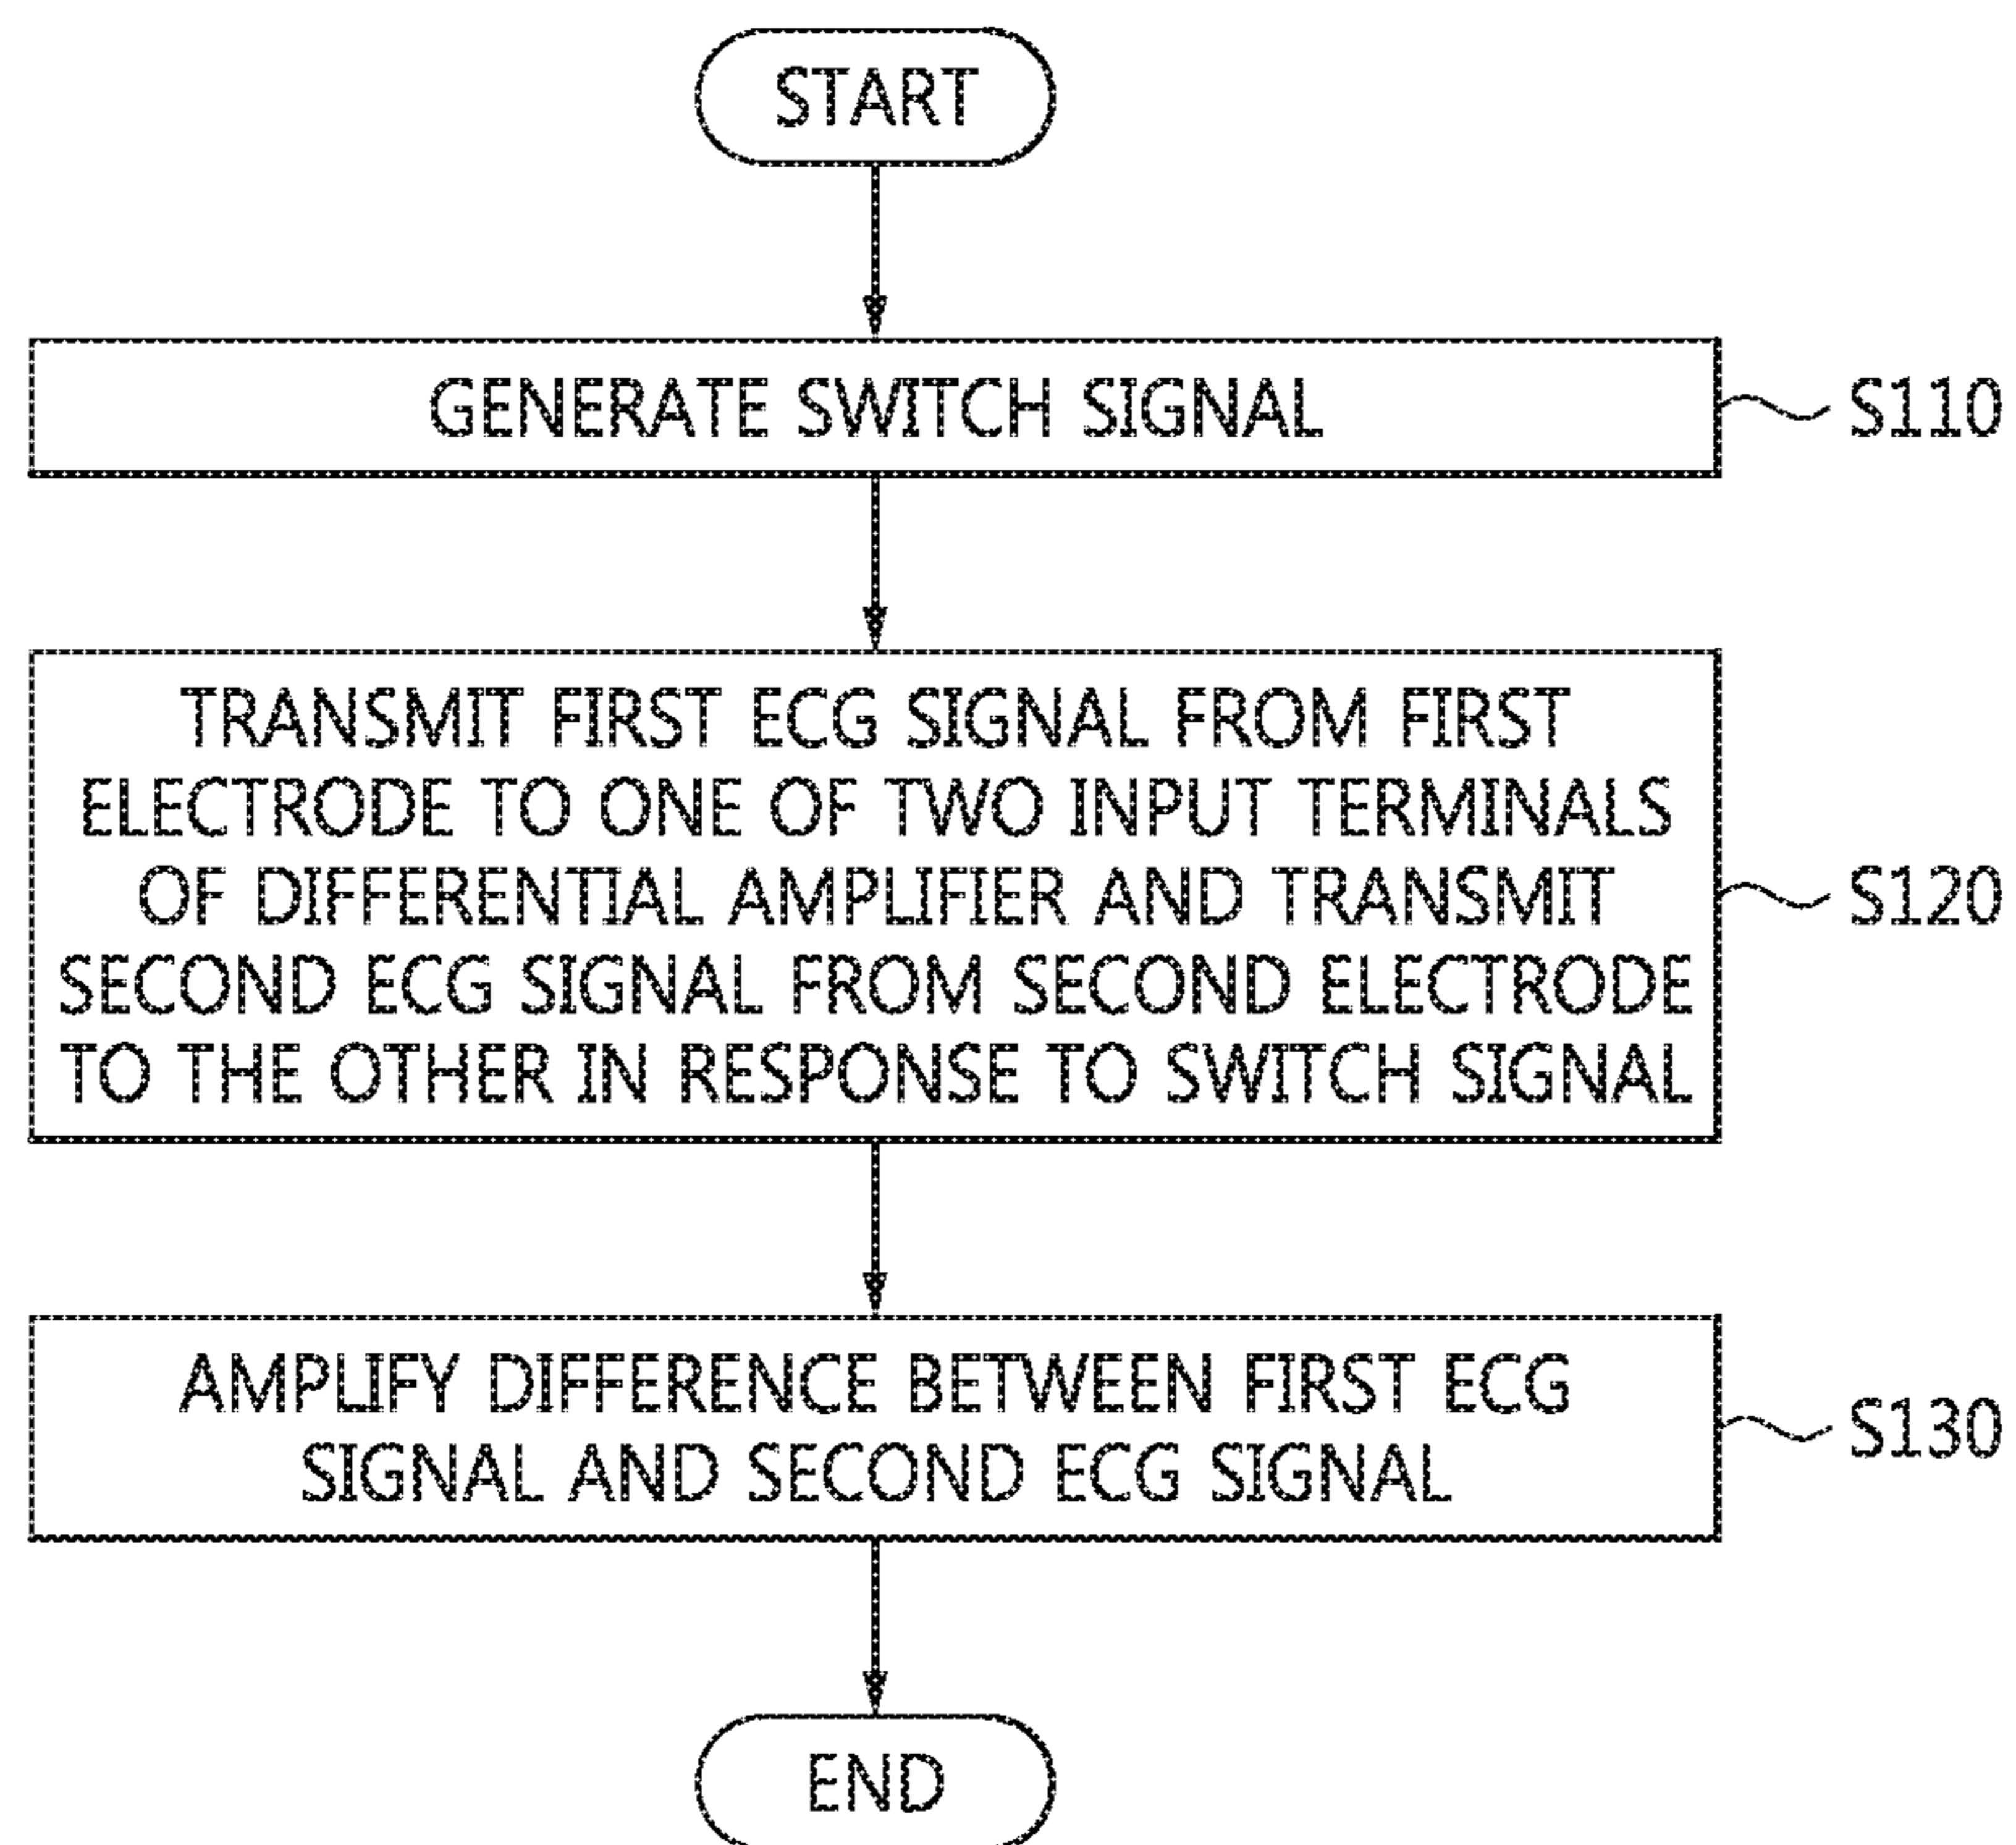 START
GENERATE SWITCH SIGNAL
S110
TRANSMIT FIRST ECG SIGNAL FROM FIRST
ELECTRODE TO ONE OF TWO INPUT TERMINALS
OF DIFFERENTIAL AMPLIFIER AND TRANSMIT
SECOND ECG SIGNAL FROM SECOND ELECTRODE
TO THE OTHER IN RESPONSE TO SWITCH SIGNAL
S120
AMPLIFY DIFFERENCE BETWEEN FIRST ECG
SIGNAL AND SECOND ECG SIGNAL
S130
END